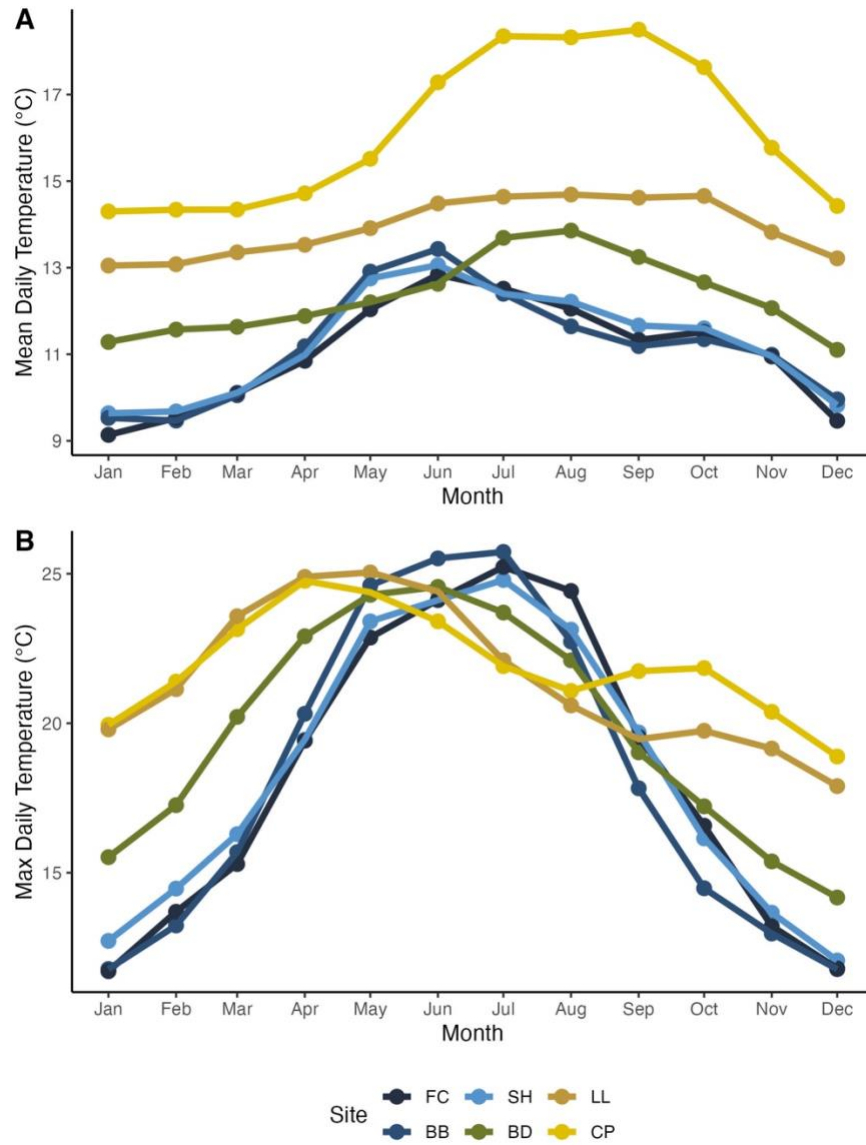 A
Mean Daily Temperature (°C)
17
15
13
11
9
Jan Feb Mar Apr May Jun Jul Aug Sep Oct Nov Dec
Month
B
Max Daily Temperature (°C)
25
20
15
Jan Feb Mar Apr May Jun Jul Aug Sep Oct Nov Dec
Month
Site
FC SH LL
BB BD CP